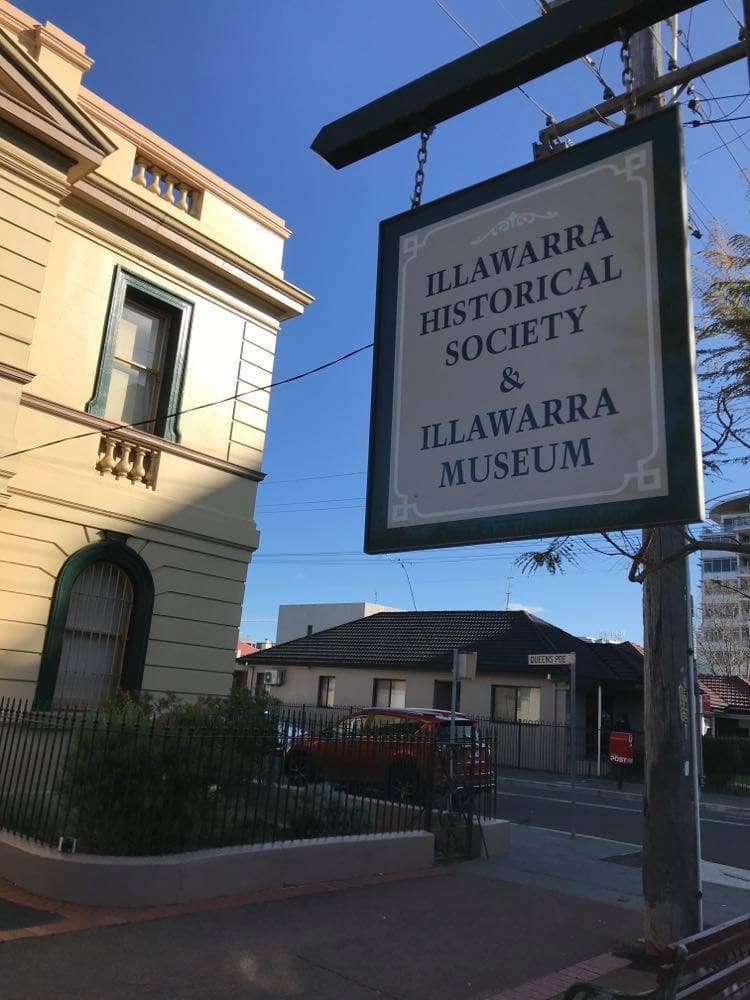 ILLAWARRA
HISTORICAL
SOCIETY
&
ILLAWARRA
MUSEUM
QUEENS PDE
POST